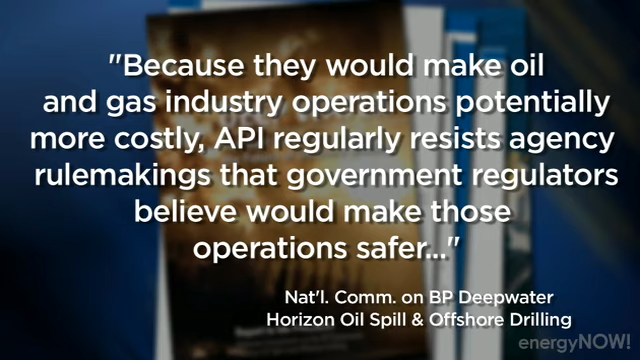 "Because they would make oil
and gas industry operations potentially
more costly, API regularly resists agency
rulemakings that government regulators
believe would make those
operations safer..."
Nat'l. Comm. on BP Deepwater
Horizon Oil Spill & Offshore Drilling
energyNOW!